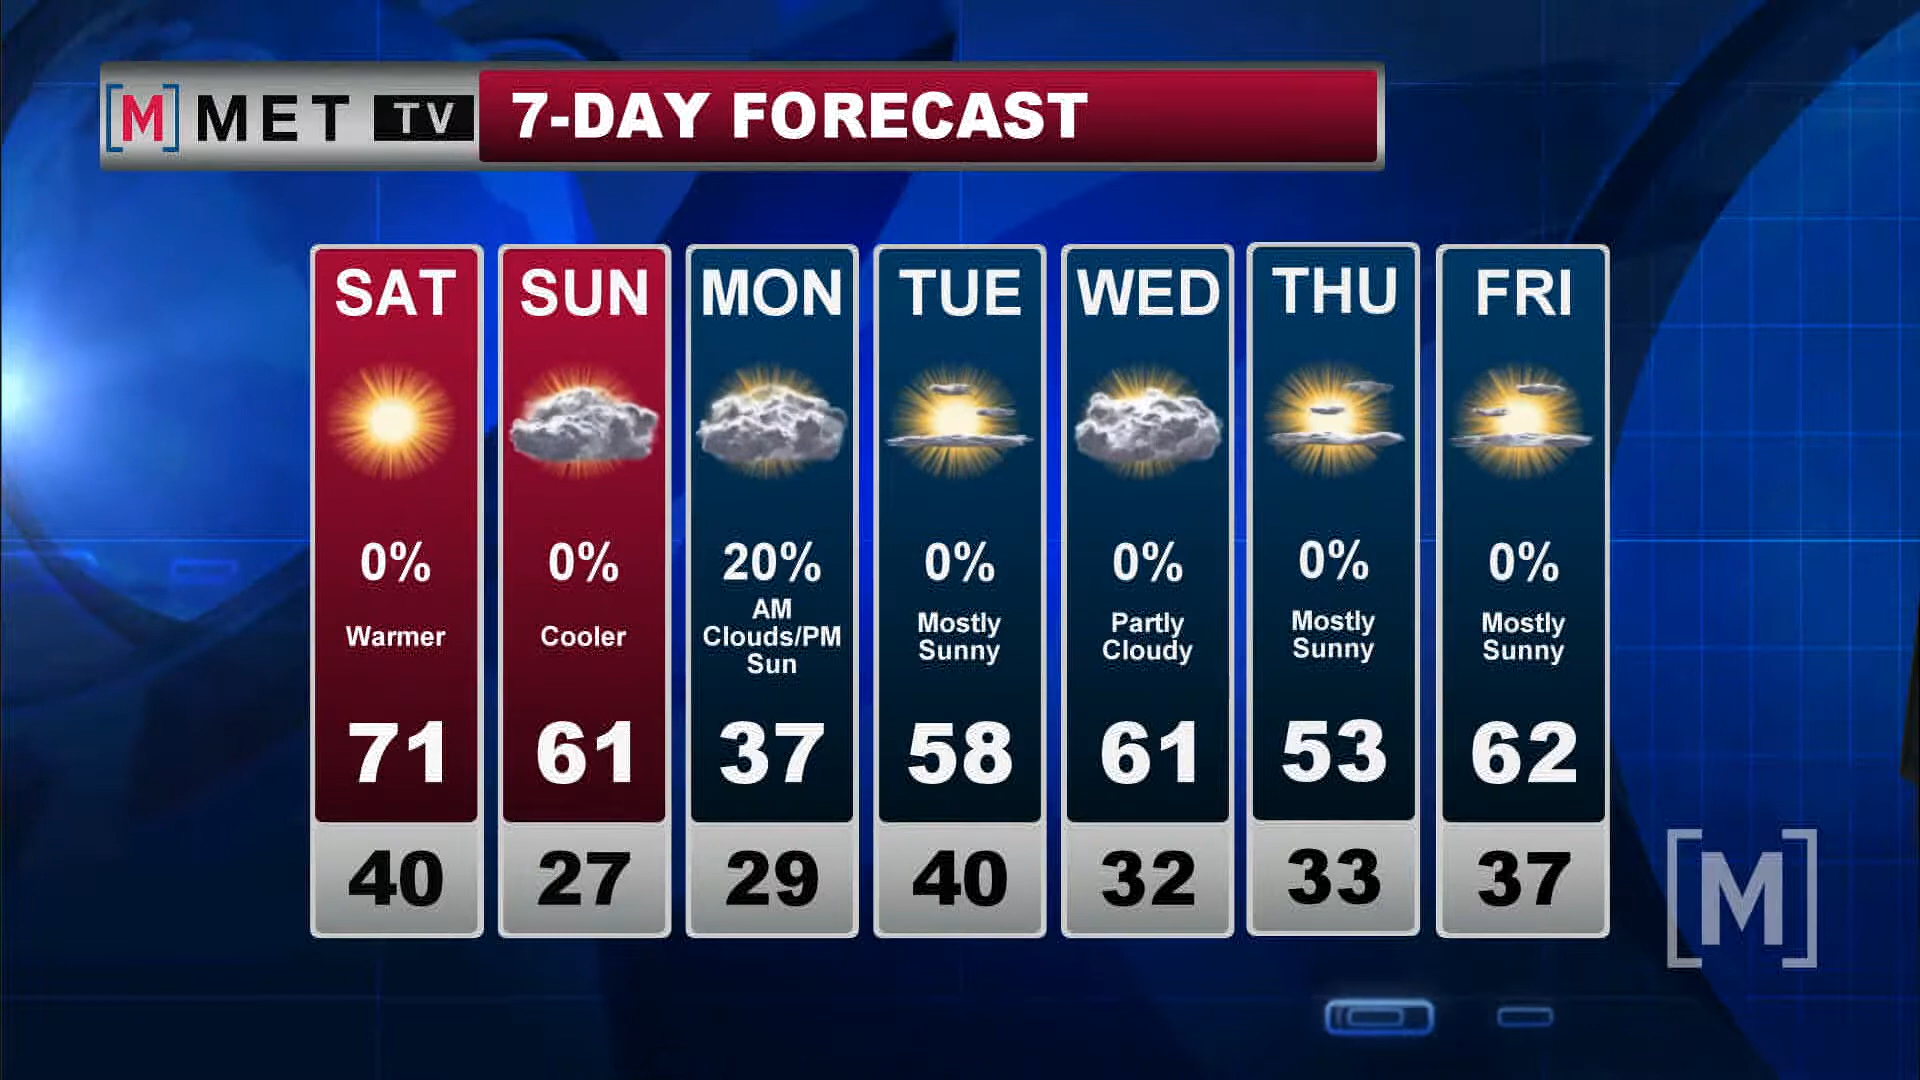 [M] MET TV 7-DAY FORECAST
SAT SUN MON TUE WED THU FRI
0% 0% 20% 0% 0% 0% 0%
Warmer
Cooler
AM
Clouds/PM
Sun
Mostly
Sunny
Partly
Cloudy
Mostly
Sunny
Mostly
Sunny
71 61 37 58 61 53 62
40 27 29 40 32 33 37
[M]